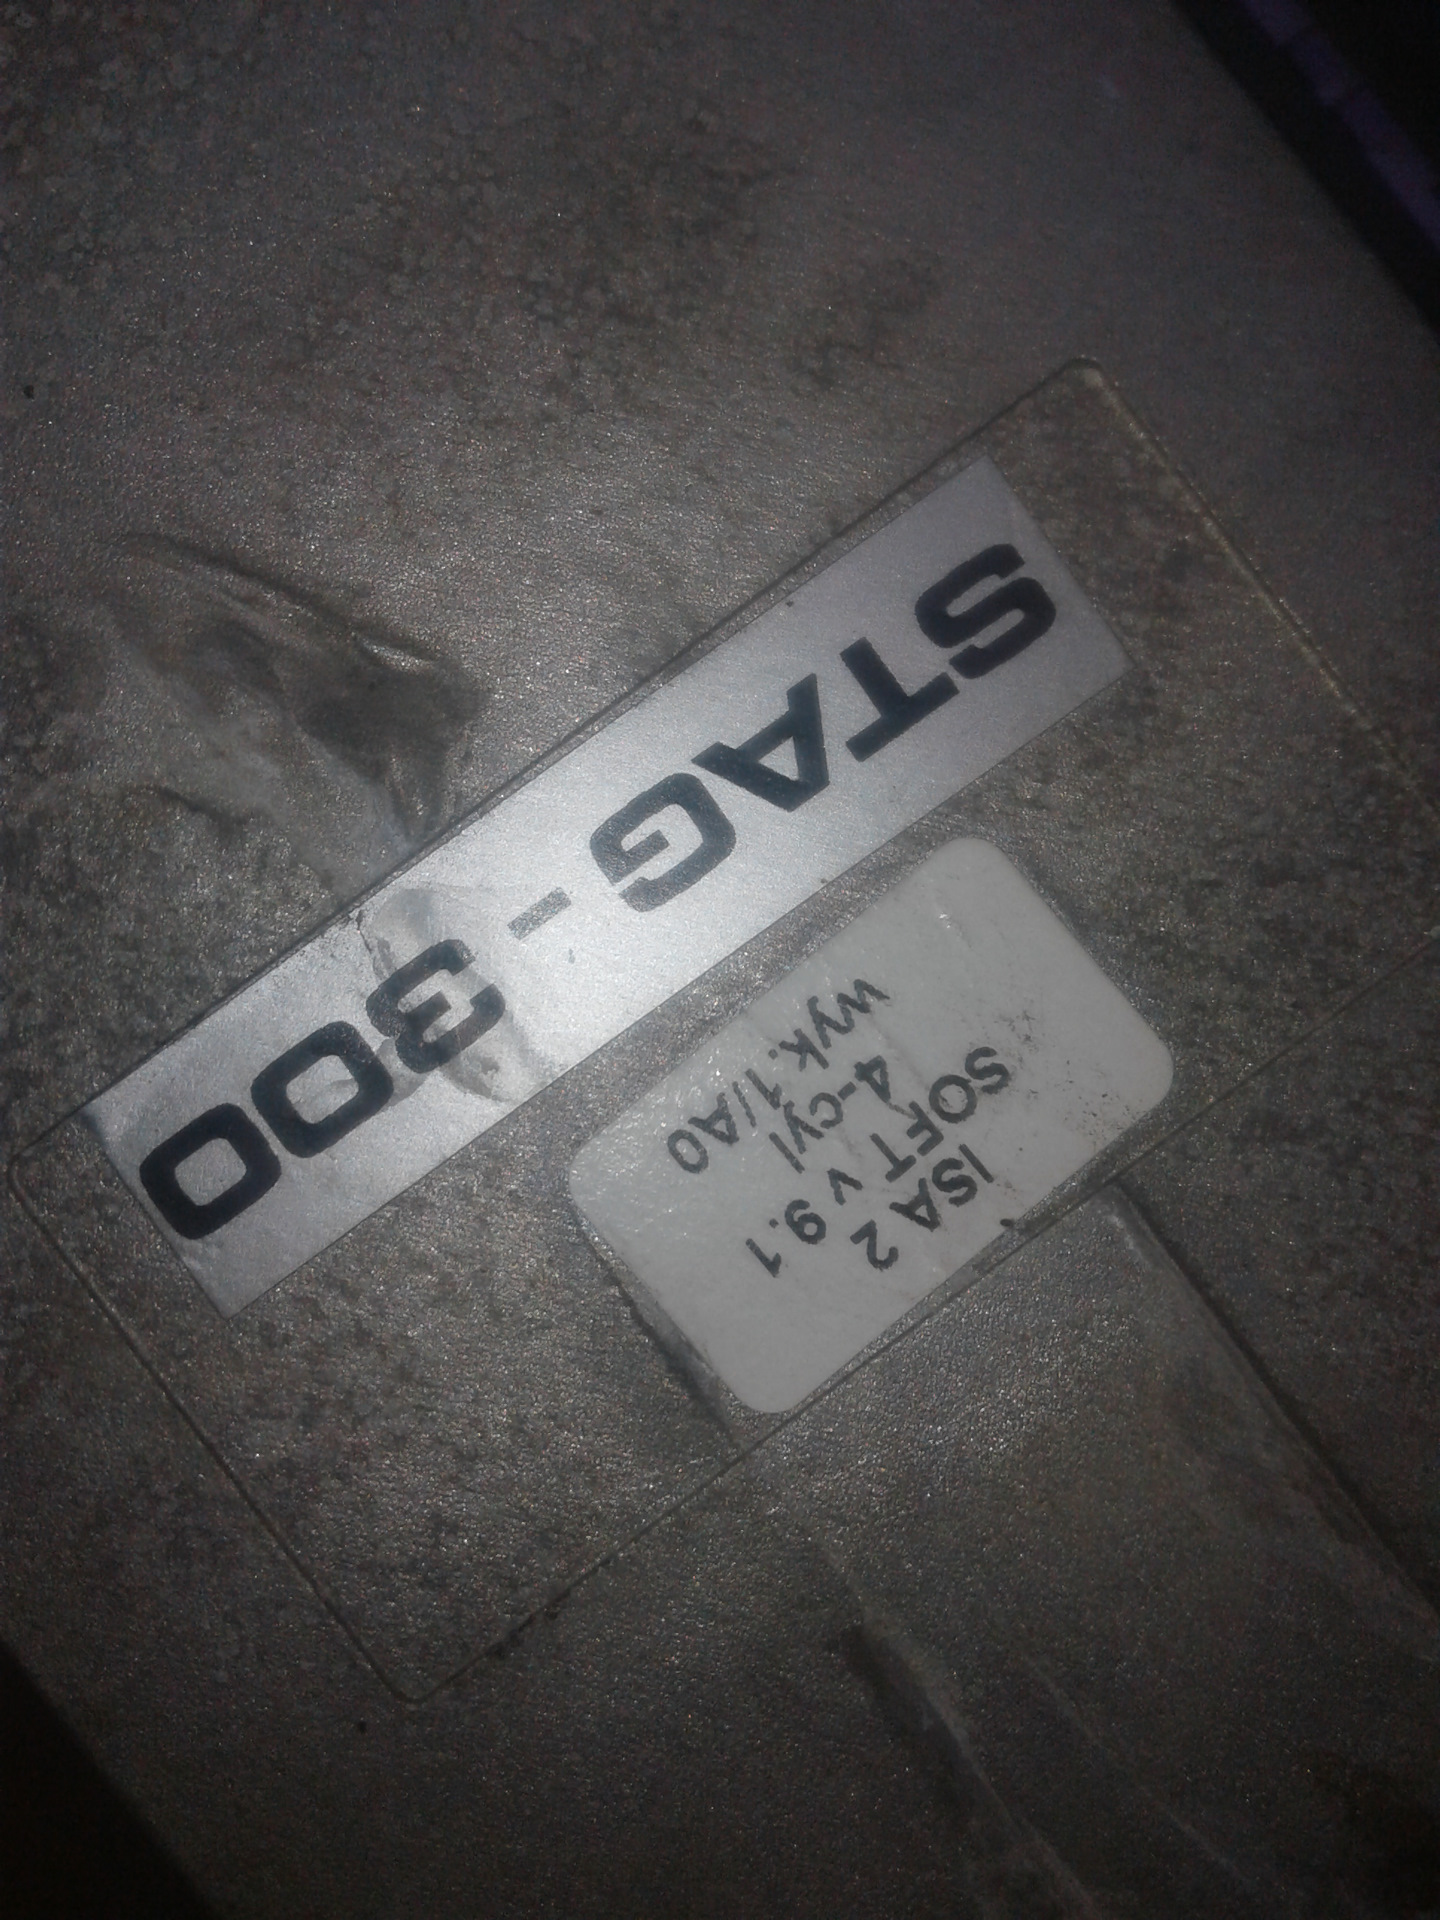 STAG - 300
wyk. 1/A0
4-cyl
SOFT v 9.1
ISA 2